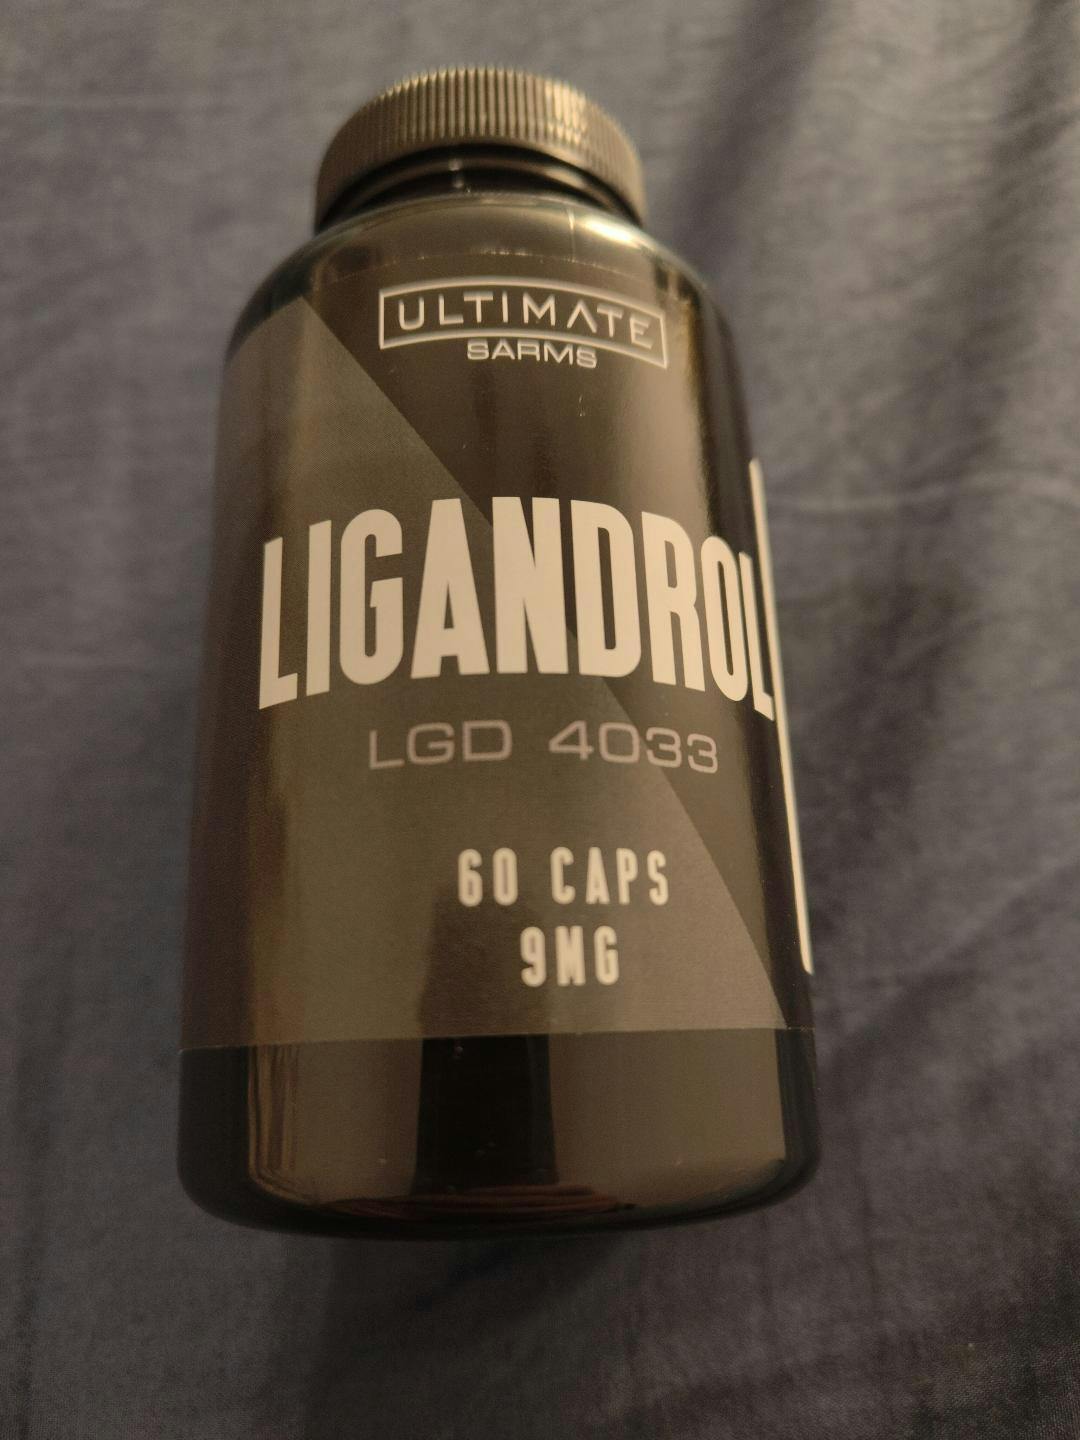 ULTIMATE
SARMS
LIGANDROL
LGD 4033
60 CAPS
9MG